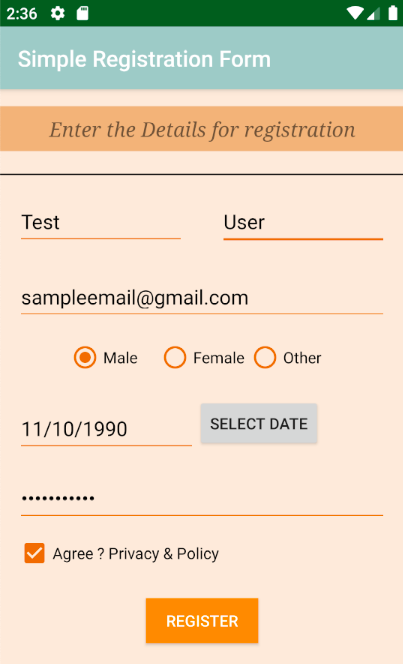 2:36
Simple Registration Form
Enter the Details for registration
Test User
sampleemail@gmail.com
Male Female Other
11/10/1990 SELECT DATE
•••••••••••
Agree ? Privacy & Policy
REGISTER